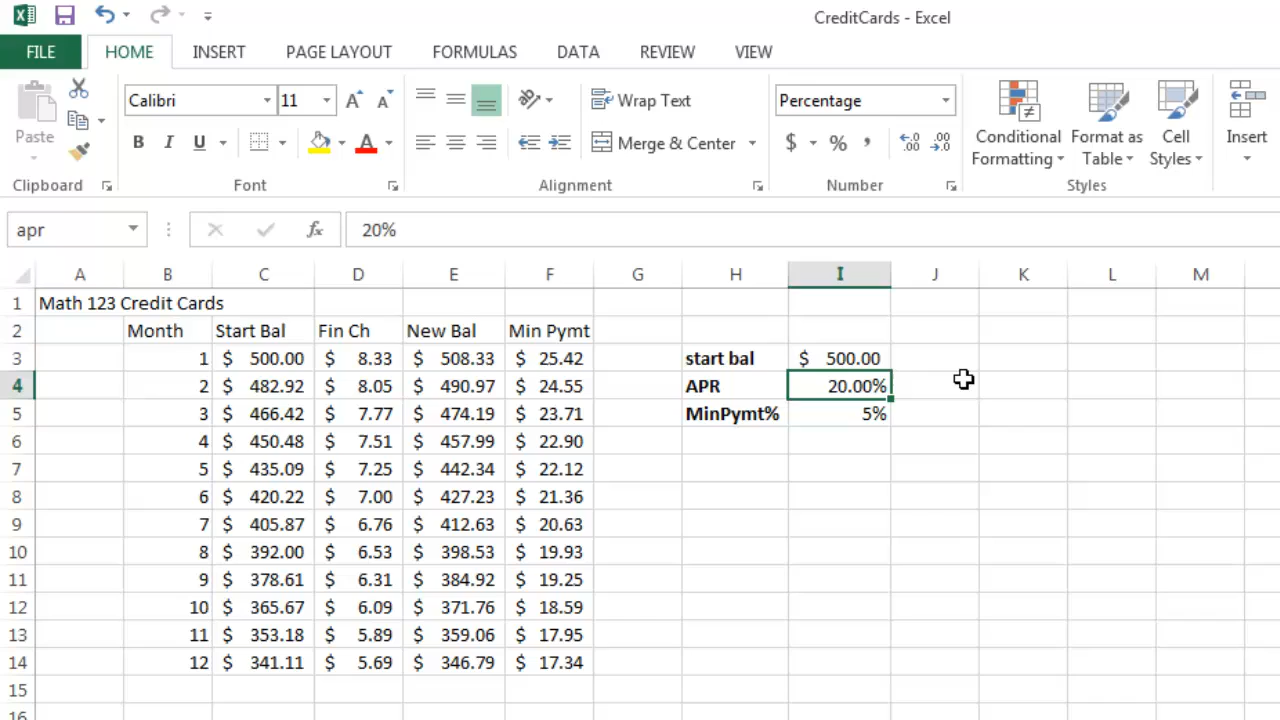 CreditCards - Excel
FILE HOME INSERT PAGE LAYOUT FORMULAS DATA REVIEW VIEW
Calibri 11 A A Wrap Text Percentage
Paste B I U A Merge & Center $ % , .0 .00 .00 .0 Conditional Formatting Format as Table Cell Styles Insert
Clipboard Font Alignment Number Styles
apr fx 20%
A B C D E F G H I J K L M
1 Math 123 Credit Cards
2 Month Start Bal Fin Ch New Bal Min Pymt
3 1 $ 500.00 $ 8.33 $ 508.33 $ 25.42 start bal $ 500.00
4 2 $ 482.92 $ 8.05 $ 490.97 $ 24.55 APR 20.00%
5 3 $ 466.42 $ 7.77 $ 474.19 $ 23.71 MinPymt% 5%
6 4 $ 450.48 $ 7.51 $ 457.99 $ 22.90
7 5 $ 435.09 $ 7.25 $ 442.34 $ 22.12
8 6 $ 420.22 $ 7.00 $ 427.23 $ 21.36
9 7 $ 405.87 $ 6.76 $ 412.63 $ 20.63
10 8 $ 392.00 $ 6.53 $ 398.53 $ 19.93
11 9 $ 378.61 $ 6.31 $ 384.92 $ 19.25
12 10 $ 365.67 $ 6.09 $ 371.76 $ 18.59
13 11 $ 353.18 $ 5.89 $ 359.06 $ 17.95
14 12 $ 341.11 $ 5.69 $ 346.79 $ 17.34
15
16